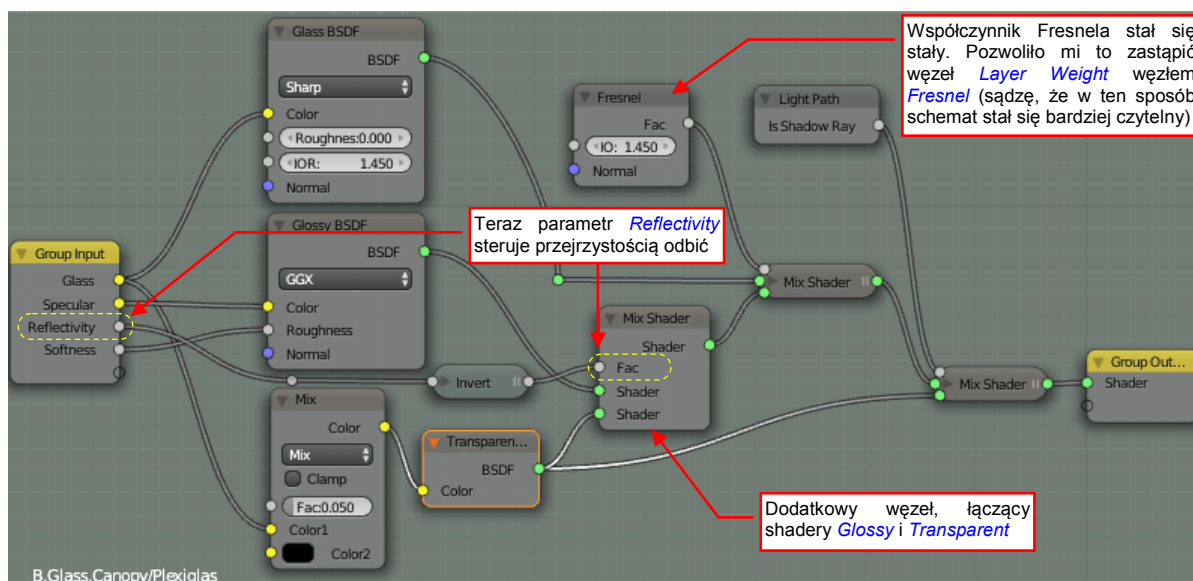 Glass BSDF
BSDF
Sharp
Color
Roughnes:0.000
IOR: 1.450
Normal
Fresnel
Fac
IO: 1.450
Normal
Light Path
Is Shadow Ray
Współczynnik Fresnela stał się
stały. Pozwoliło mi to zastąpić
węzeł Layer Weight węzłem
Fresnel (sądzę, że w ten sposób
schemat stał się bardziej czytelny)
Glossy BSDF
BSDF
GGX
Color
Roughness
Normal
Teraz parametr Reflectivity
steruje przejrzystością odbić
Group Input
Glass
Specular
Reflectivity
Softness
Mix Shader
Mix Shader
Shader
Fac
Shader
Shader
Invert
Mix Shader
Group Out...
Shader
Mix
Color
Mix
Clamp
Fac:0.050
Color1
Color2
Transparen...
BSDF
Color
Dodatkowy węzeł, łączący
shadery Glossy i Transparent
B.Glass.Canopy/Plexiglas